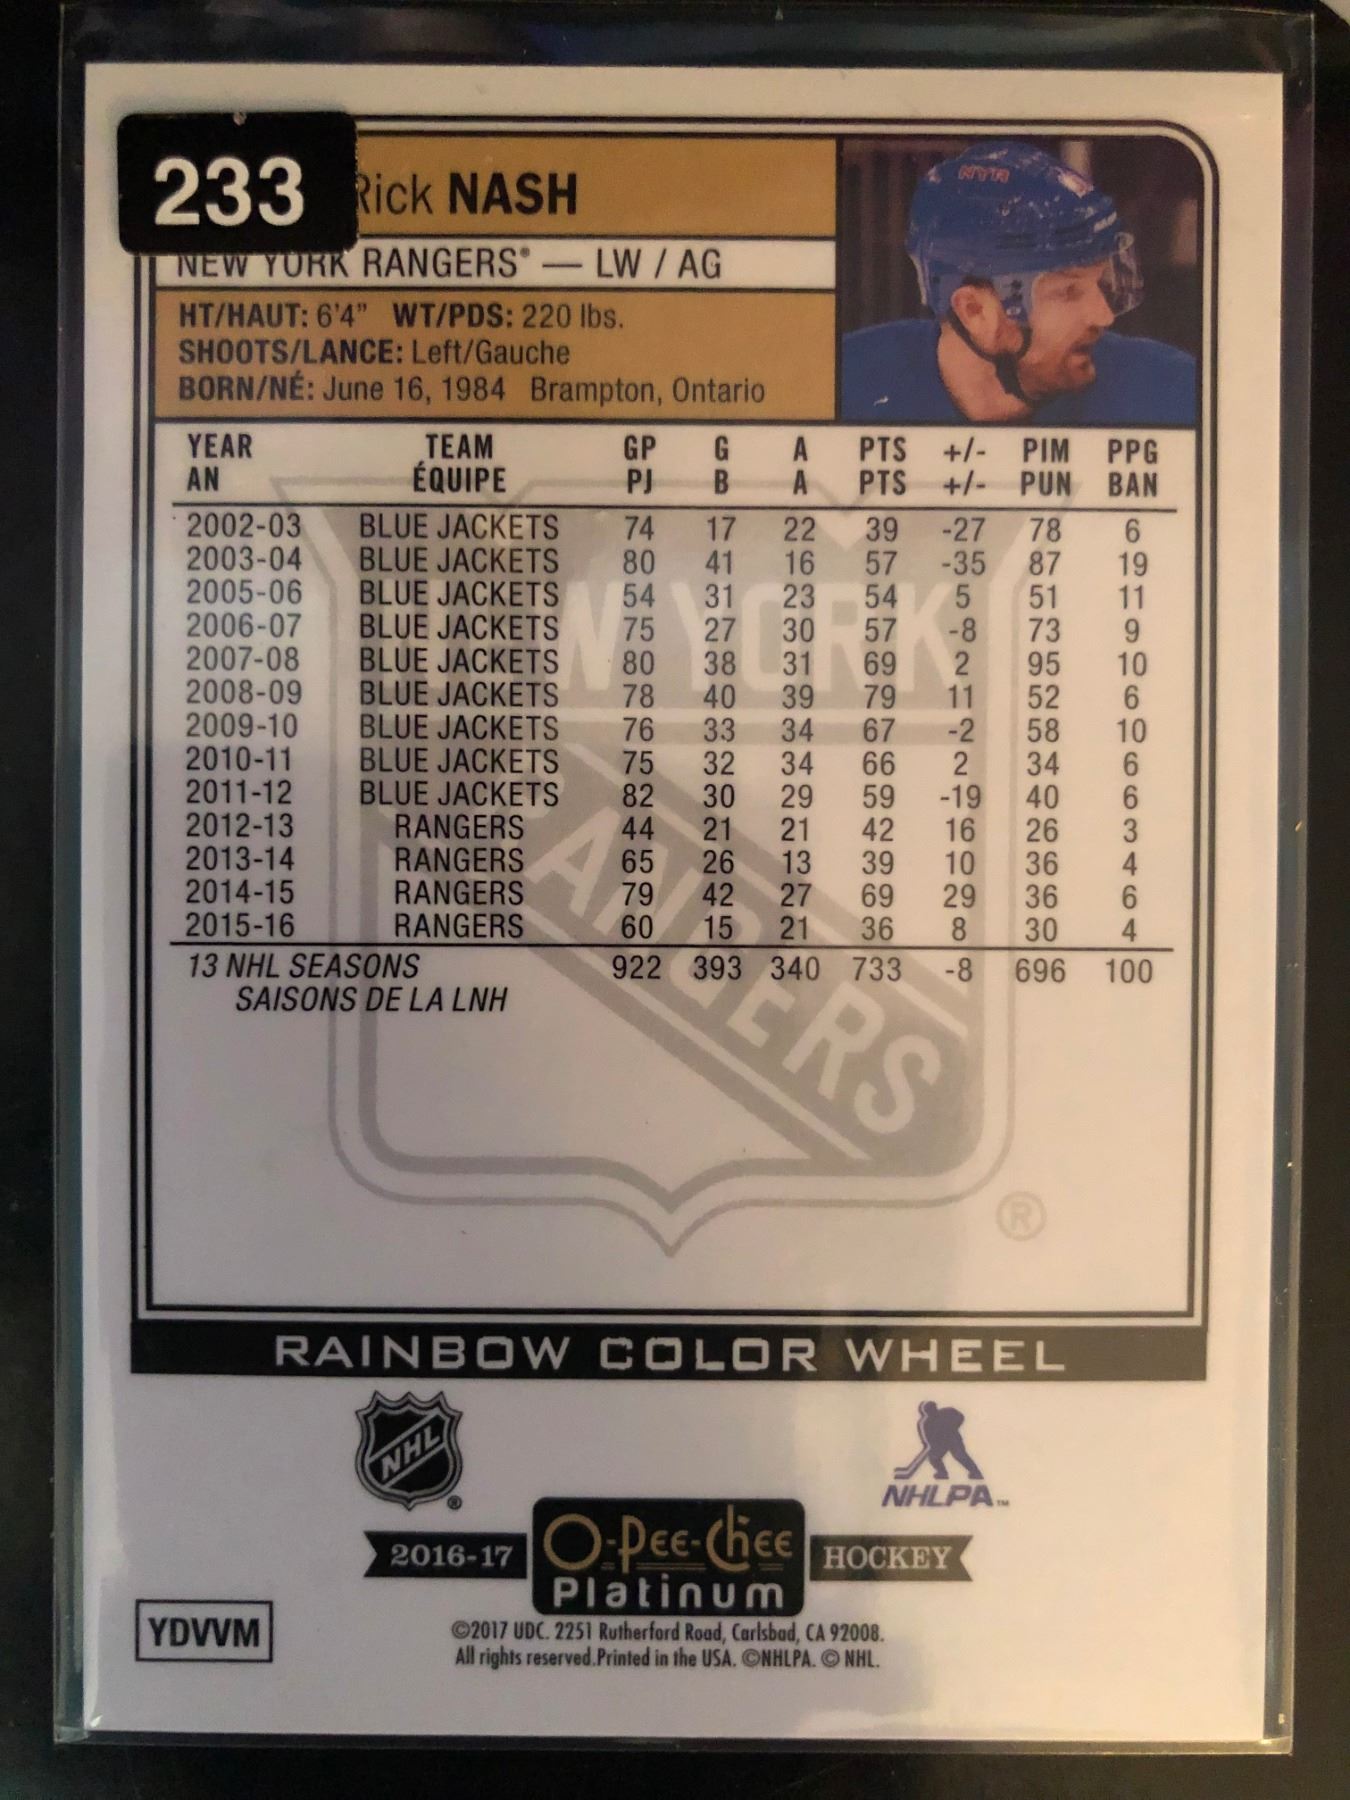 233
Rick NASH
NYR
NEW YORK RANGERS® — LW / AG
HT/HAUT: 6'4" WT/PDS: 220 lbs.
SHOOTS/LANCE: Left/Gauche
BORN/NÉ: June 16, 1984 Brampton, Ontario
YEAR TEAM GP G A PTS +/- PIM PPG
AN ÉQUIPE PJ B A PTS +/- PUN BAN
2002-03 BLUE JACKETS 74 17 22 39 -27 78 6
2003-04 BLUE JACKETS 80 41 16 57 -35 87 19
2005-06 BLUE JACKETS 54 31 23 54 5 51 11
2006-07 BLUE JACKETS 75 27 30 57 -8 73 9
2007-08 BLUE JACKETS 80 38 31 69 2 95 10
2008-09 BLUE JACKETS 78 40 39 79 11 52 6
2009-10 BLUE JACKETS 76 33 34 67 -2 58 10
2010-11 BLUE JACKETS 75 32 34 66 2 34 6
2011-12 BLUE JACKETS 82 30 29 59 -19 40 6
2012-13 RANGERS 44 21 21 42 16 26 3
2013-14 RANGERS 65 26 13 39 10 36 4
2014-15 RANGERS 79 42 27 69 29 36 6
2015-16 RANGERS 60 15 21 36 8 30 4
13 NHL SEASONS 922 393 340 733 -8 696 100
SAISONS DE LA LNH
NEW YORK
RANGERS
®
RAINBOW COLOR WHEEL
NHL®
NHLPA™
2016-17 O-Pee-Chee HOCKEY
Platinum
YDVVM
©2017 UDC. 2251 Rutherford Road, Carlsbad, CA 92008.
All rights reserved.Printed in the USA. ©NHLPA. © NHL.